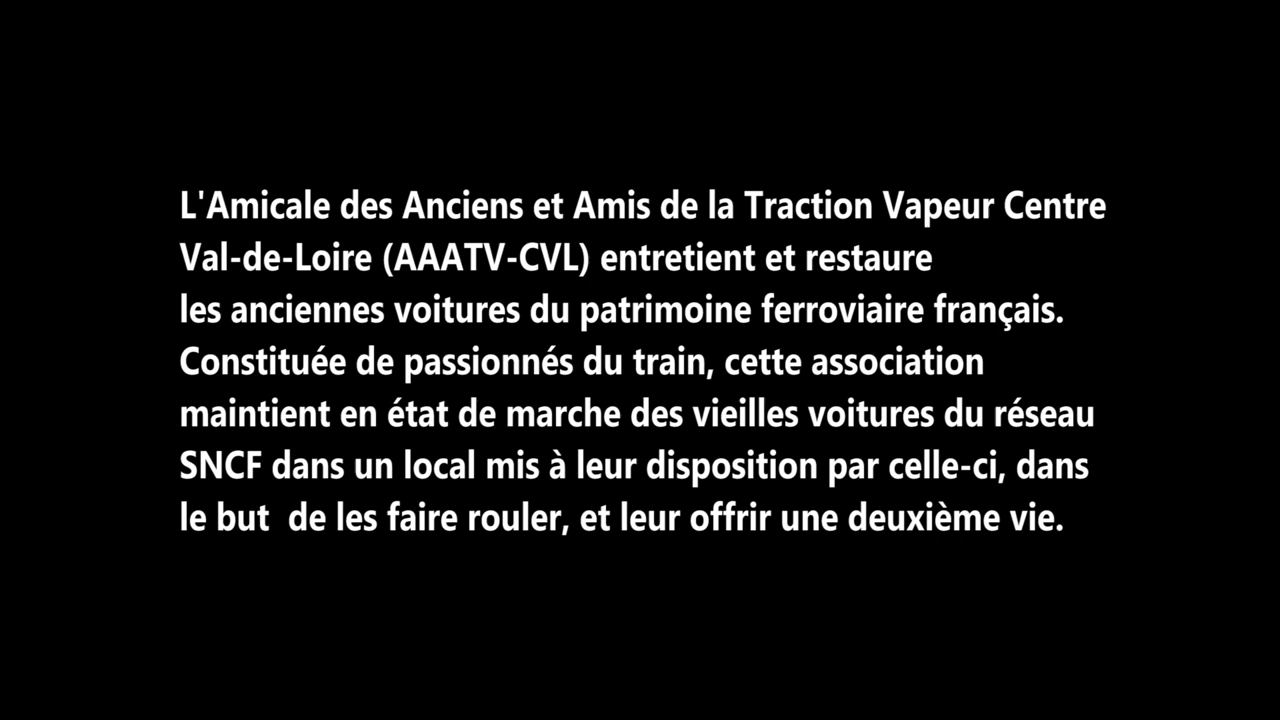 L'Amicale des Anciens et Amis de la Traction Vapeur Centre
Val-de-Loire (AAATV-CVL) entretient et restaure
les anciennes voitures du patrimoine ferroviaire français.
Constituée de passionnés du train, cette association
maintient en état de marche des vieilles voitures du réseau
SNCF dans un local mis à leur disposition par celle-ci, dans
le but  de les faire rouler, et leur offrir une deuxième vie.